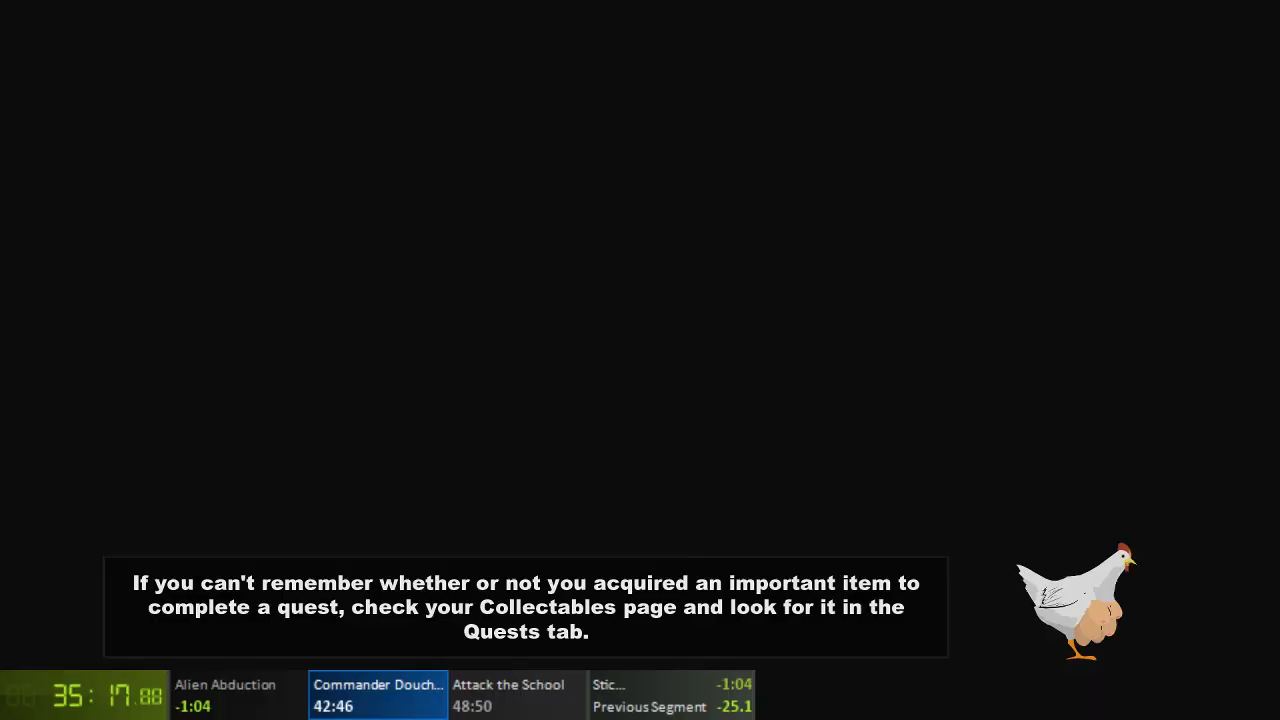 If you can't remember whether or not you acquired an important item to
complete a quest, check your Collectables page and look for it in the
Quests tab.
35:17.88
Alien Abduction
-1:04
Commander Douch...
42:46
Attack the School
48:50
Stic... -1:04
Previous Segment -25.1